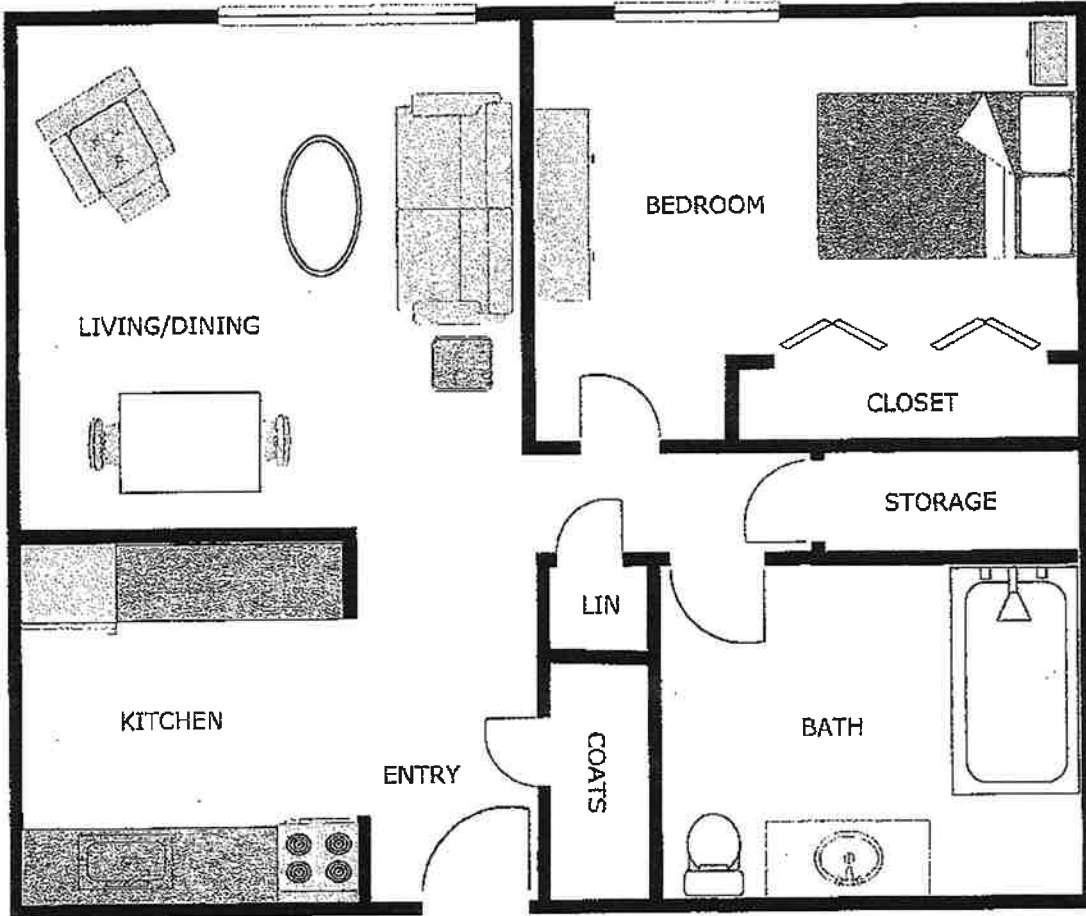 BEDROOM
LIVING/DINING
CLOSET
STORAGE
LIN
KITCHEN
BATH
ENTRY
COATS